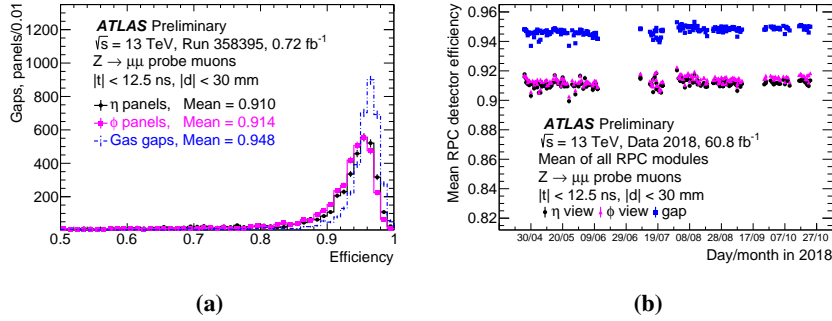 Gaps, panels/0.01
1200
1000
800
600
400
200
ATLAS Preliminary
√s = 13 TeV, Run 358395, 0.72 fb⁻¹
Z → μμ probe muons
|t| < 12.5 ns, |d| < 30 mm
η panels, Mean = 0.910
ϕ panels, Mean = 0.914
Gas gaps, Mean = 0.948
0.5 0.6 0.7 0.8 0.9 1
Efficiency
(a)
Mean RPC detector efficiency
0.96
0.94
0.92
0.9
0.88
0.86
0.84
0.82
ATLAS Preliminary
√s = 13 TeV, Data 2018, 60.8 fb⁻¹
Mean of all RPC modules
Z → μμ probe muons
|t| < 12.5 ns, |d| < 30 mm
η view ϕ view gap
30/04 20/05 09/06 29/06 19/07 08/08 28/08 17/09 07/10 27/10
Day/month in 2018
(b)